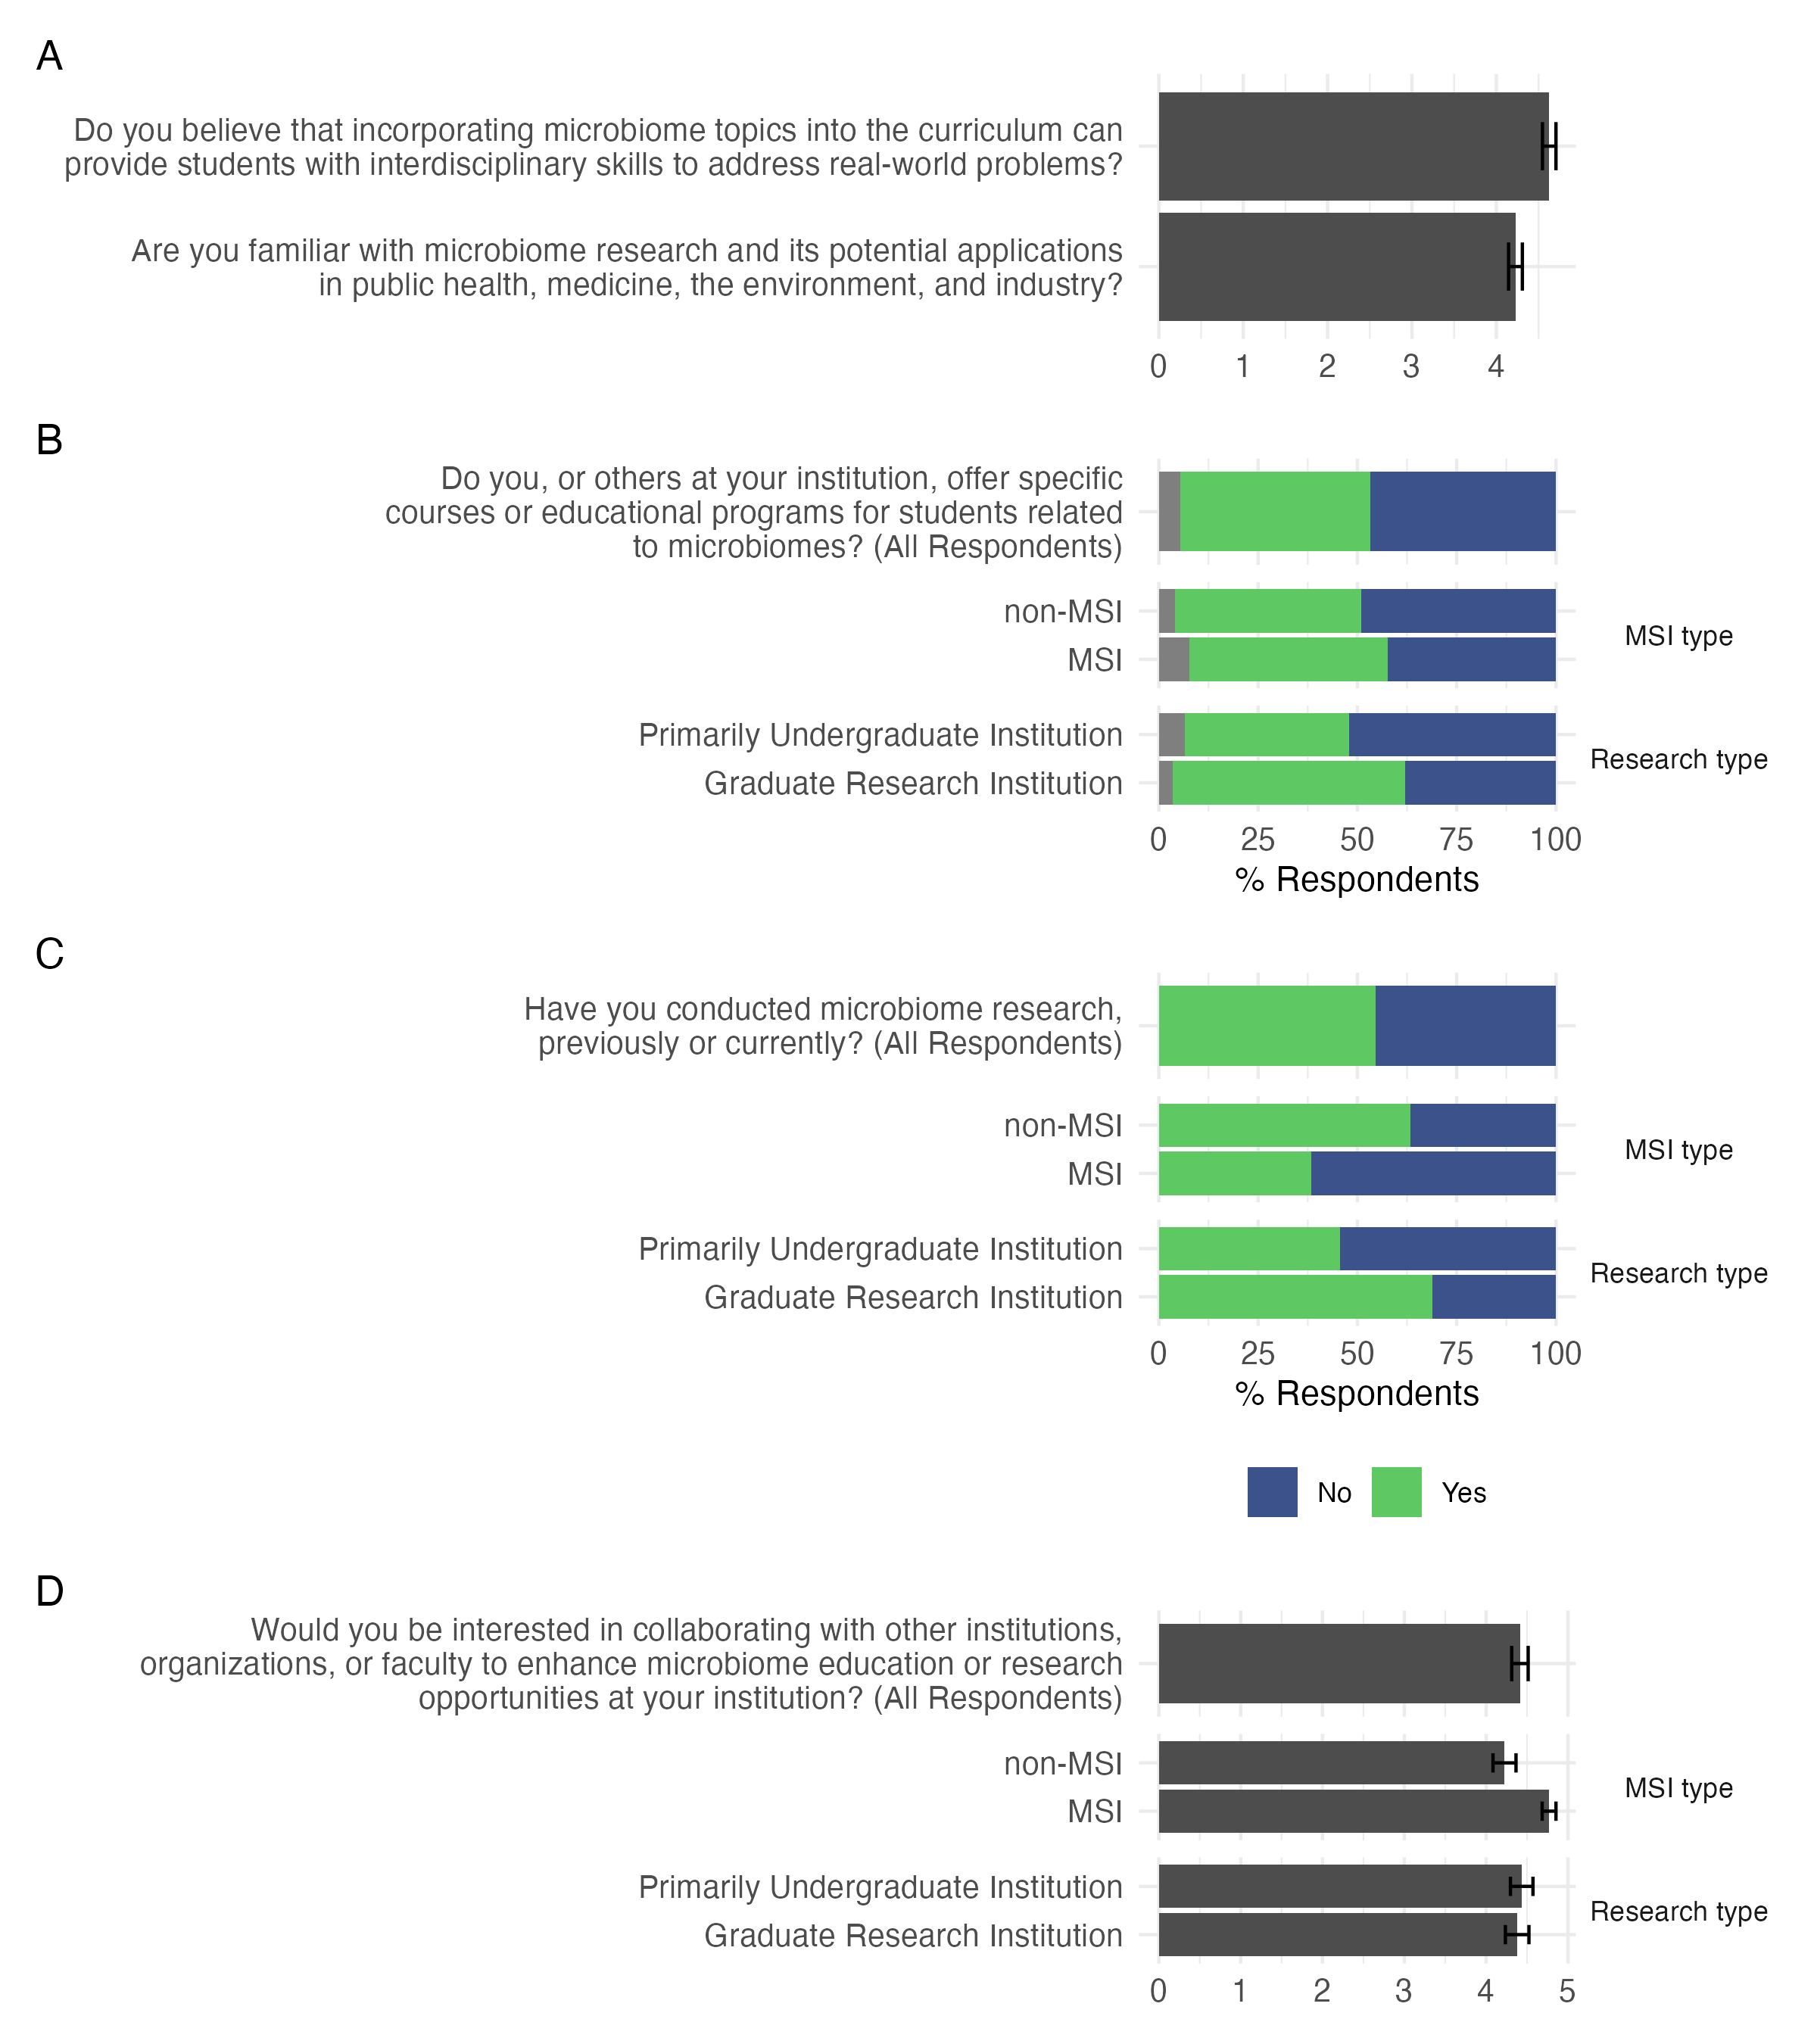 A
Do you believe that incorporating microbiome topics into the curriculum can
provide students with interdisciplinary skills to address real-world problems?
Are you familiar with microbiome research and its potential applications
in public health, medicine, the environment, and industry?
0 1 2 3 4
B
Do you, or others at your institution, offer specific
courses or educational programs for students related
to microbiomes? (All Respondents)
non-MSI
MSI
MSI type
Primarily Undergraduate Institution
Graduate Research Institution
Research type
0 25 50 75 100
% Respondents
C
Have you conducted microbiome research,
previously or currently? (All Respondents)
non-MSI
MSI
MSI type
Primarily Undergraduate Institution
Graduate Research Institution
Research type
0 25 50 75 100
% Respondents
No Yes
D
Would you be interested in collaborating with other institutions,
organizations, or faculty to enhance microbiome education or research
opportunities at your institution? (All Respondents)
non-MSI
MSI
MSI type
Primarily Undergraduate Institution
Graduate Research Institution
Research type
0 1 2 3 4 5